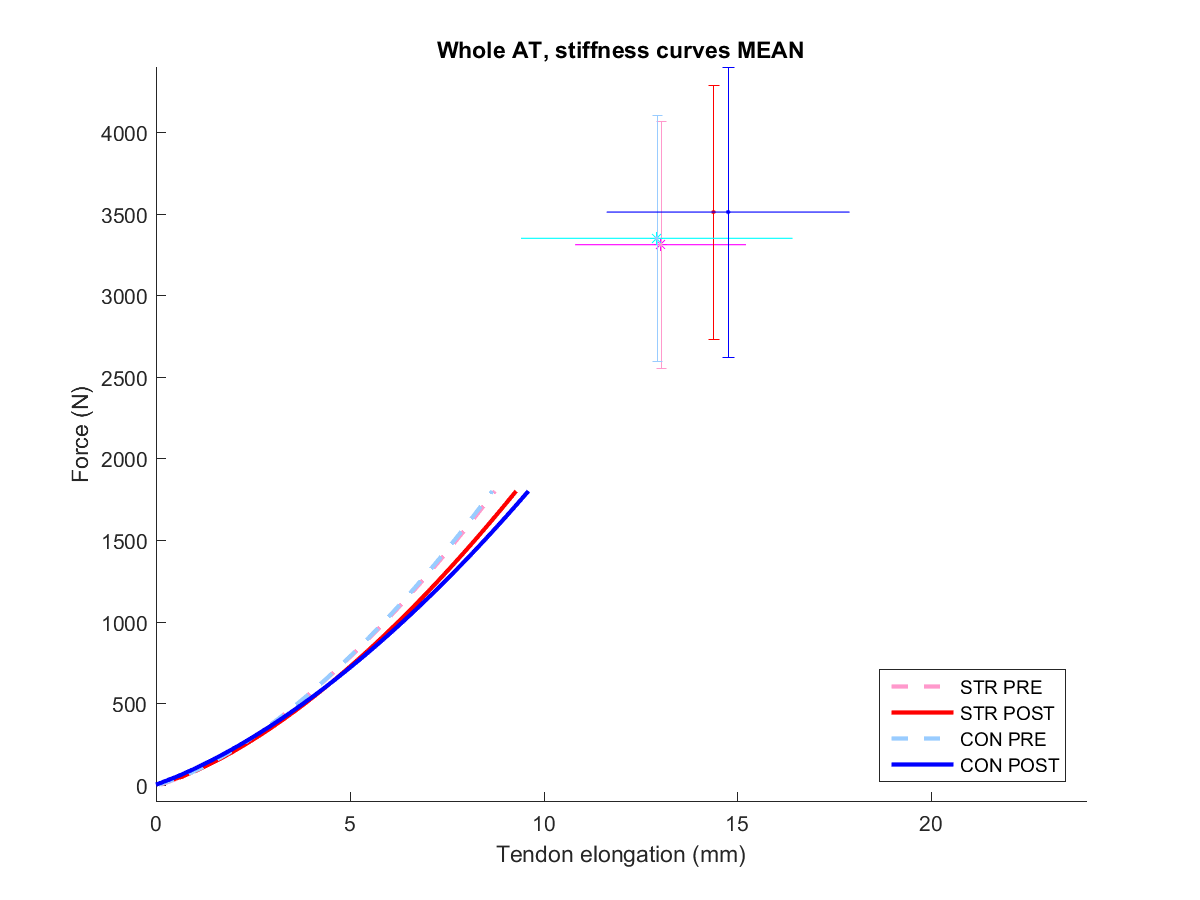 Whole AT, stiffness curves MEAN
4000
3500
3000
2500
2000
1500
1000
500
0
Force (N)
0 5 10 15 20
Tendon elongation (mm)
STR PRE
STR POST
CON PRE
CON POST